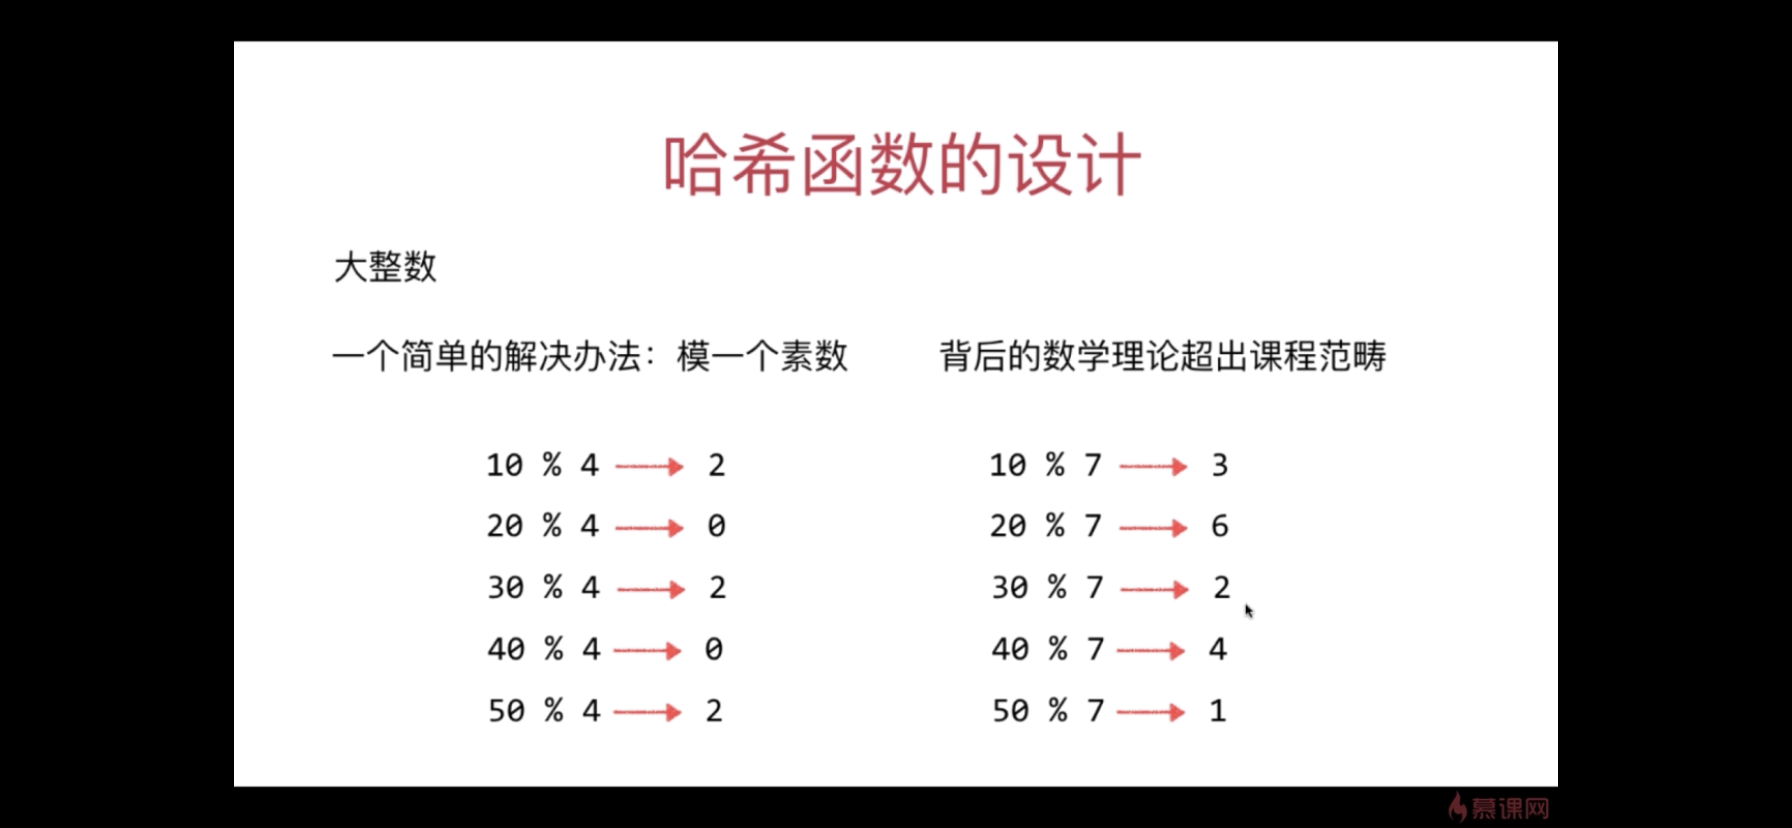 哈希函数的设计
大整数
一个简单的解决办法：模一个素数
背后的数学理论超出课程范畴
10 % 4 → 2
20 % 4 → 0
30 % 4 → 2
40 % 4 → 0
50 % 4 → 2
10 % 7 → 3
20 % 7 → 6
30 % 7 → 2
40 % 7 → 4
50 % 7 → 1
慕课网